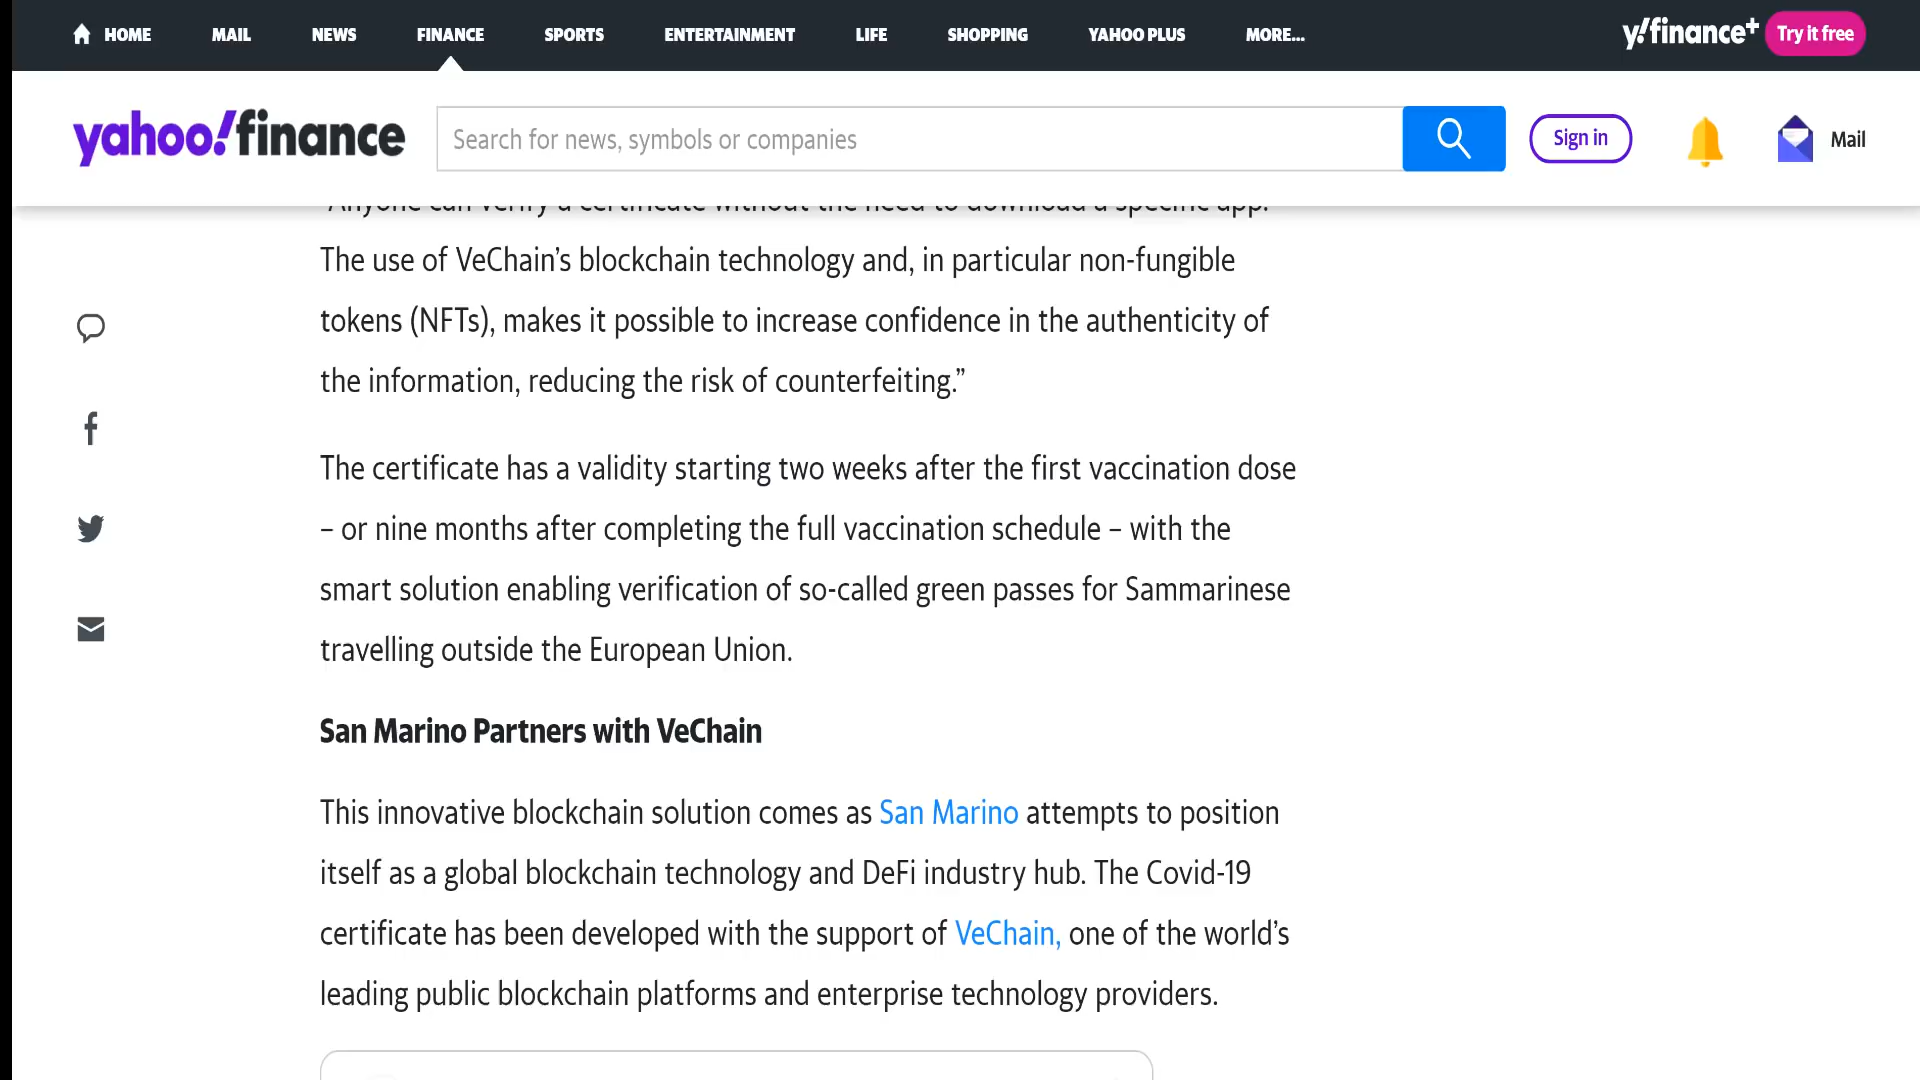 HOME MAIL NEWS FINANCE SPORTS ENTERTAINMENT LIFE SHOPPING YAHOO PLUS MORE... y!finance+ Try it free
yahoo!finance Search for news, symbols or companies Sign in Mail
“Anyone can verify a certificate without the need to download a specific app.
The use of VeChain’s blockchain technology and, in particular non-fungible
tokens (NFTs), makes it possible to increase confidence in the authenticity of
the information, reducing the risk of counterfeiting.”
The certificate has a validity starting two weeks after the first vaccination dose
– or nine months after completing the full vaccination schedule – with the
smart solution enabling verification of so-called green passes for Sammarinese
travelling outside the European Union.
San Marino Partners with VeChain
This innovative blockchain solution comes as San Marino attempts to position
itself as a global blockchain technology and DeFi industry hub. The Covid-19
certificate has been developed with the support of VeChain, one of the world’s
leading public blockchain platforms and enterprise technology providers.